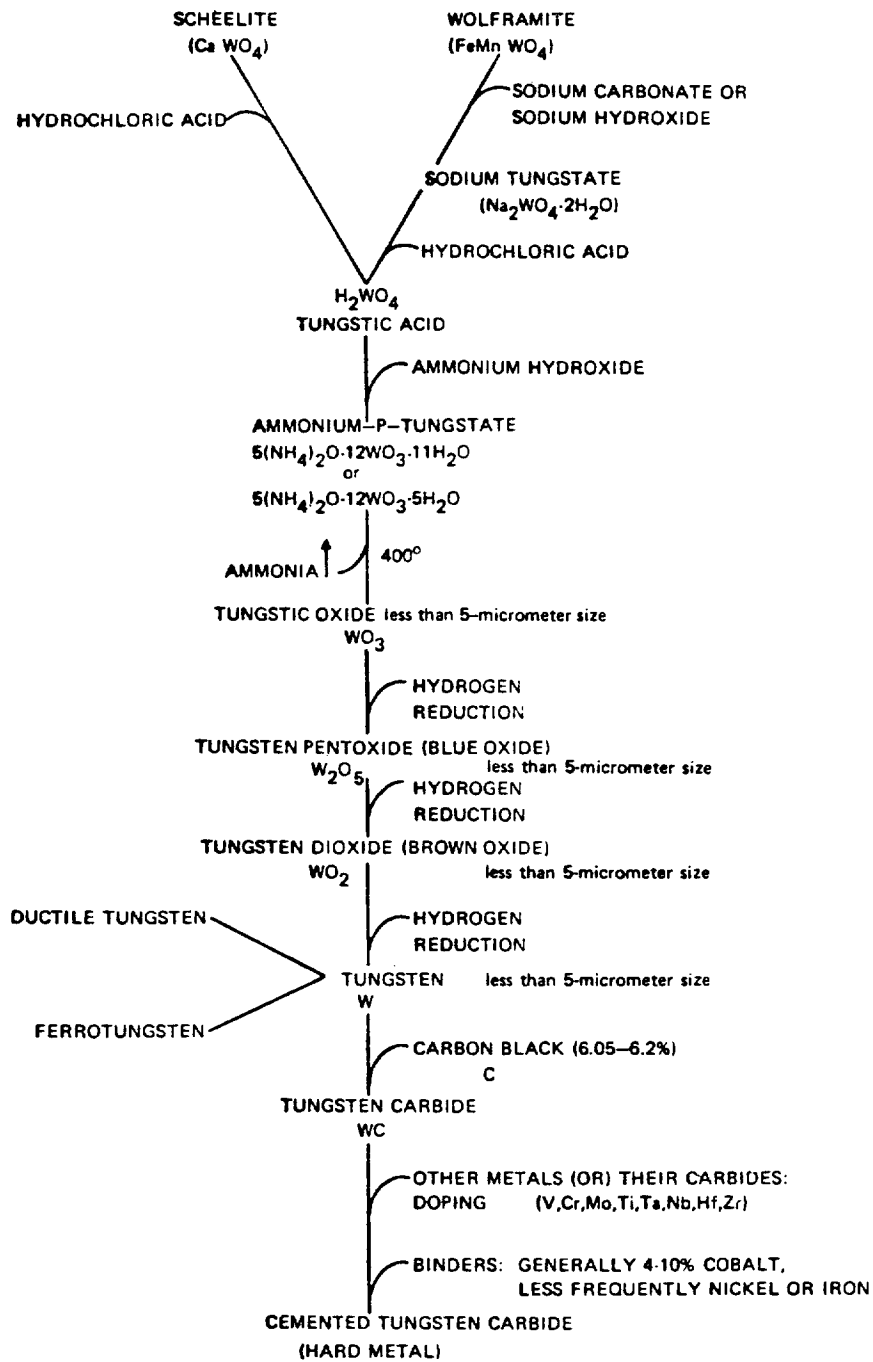 SCHEELITE
(Ca WO4)
WOLFRAMITE
(FeMn WO4)
SODIUM CARBONATE OR
SODIUM HYDROXIDE
HYDROCHLORIC ACID
SODIUM TUNGSTATE
(Na2WO4·2H2O)
HYDROCHLORIC ACID
H2WO4
TUNGSTIC ACID
AMMONIUM HYDROXIDE
AMMONIUM–P–TUNGSTATE
5(NH4)2O·12WO3·11H2O
or
5(NH4)2O·12WO3·5H2O
400°
AMMONIA
TUNGSTIC OXIDE less than 5–micrometer size
WO3
HYDROGEN
REDUCTION
TUNGSTEN PENTOXIDE (BLUE OXIDE)
W2O5 less than 5-micrometer size
HYDROGEN
REDUCTION
TUNGSTEN DIOXIDE (BROWN OXIDE)
WO2 less than 5-micrometer size
DUCTILE TUNGSTEN
HYDROGEN
REDUCTION
TUNGSTEN less than 5-micrometer size
W
FERROTUNGSTEN
CARBON BLACK (6.05–6.2%)
C
TUNGSTEN CARBIDE
WC
OTHER METALS (OR) THEIR CARBIDES:
DOPING (V,Cr,Mo,Ti,Ta,Nb,Hf,Zr)
BINDERS: GENERALLY 4-10% COBALT,
LESS FREQUENTLY NICKEL OR IRON
CEMENTED TUNGSTEN CARBIDE
(HARD METAL)